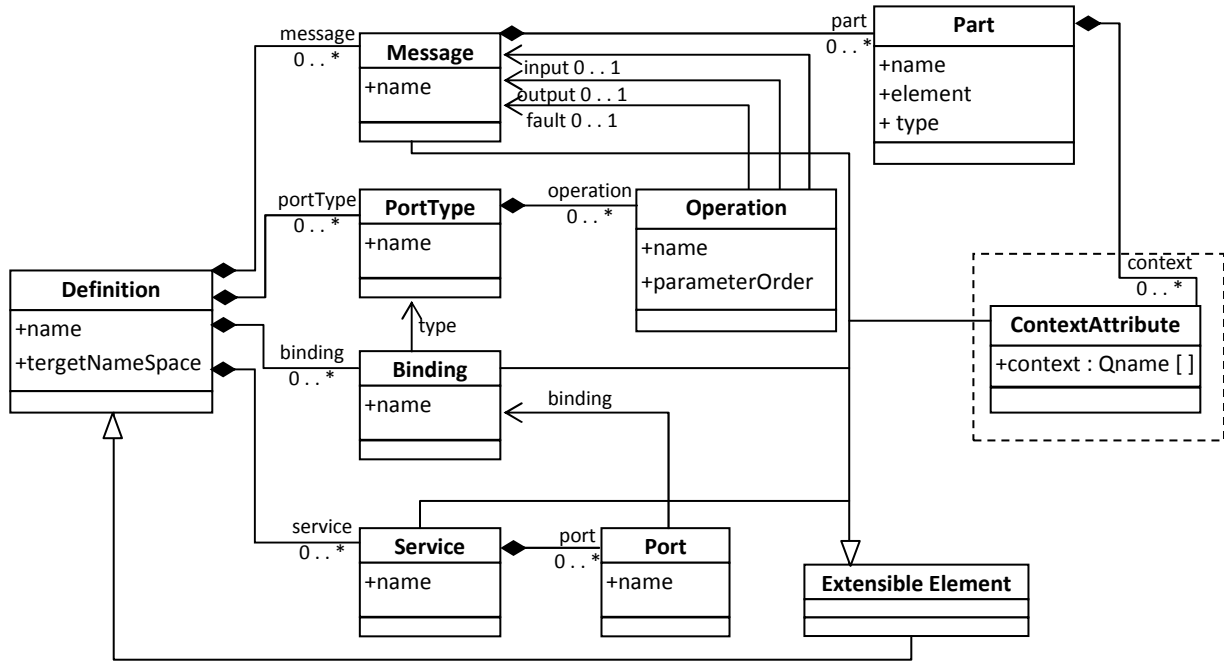 message
0 . . *
Message
+name
part
0 . . *
Part
+name
+element
+ type
input 0 . . 1
output 0 . . 1
fault 0 . . 1
portType
0 . . *
PortType
+name
operation
0 . . *
Operation
+name
+parameterOrder
context
0 . . *
ContextAttribute
+context : Qname [ ]
Definition
+name
+tergetNameSpace
type
binding
0 . . *
Binding
+name
binding
service
0 . . *
Service
+name
port
0 . . *
Port
+name
Extensible Element